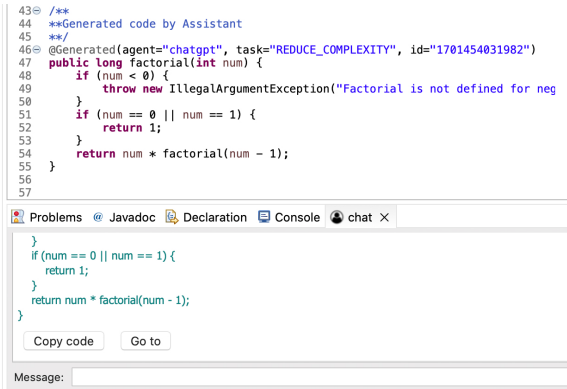 43 /**
44 **Generated code by Assistant
45 **/
46 @Generated(agent="chatgpt", task="REDUCE_COMPLEXITY", id="1701454031982")
47 public long factorial(int num) {
48     if (num < 0) {
49         throw new IllegalArgumentException("Factorial is not defined for neg
50     }
51     if (num == 0 || num == 1) {
52         return 1;
53     }
54     return num * factorial(num - 1);
55 }
56
57
Problems @ Javadoc Declaration Console chat
}
if (num == 0 || num == 1) {
return 1;
}
return num * factorial(num - 1);
}
Copy code Go to
Message: